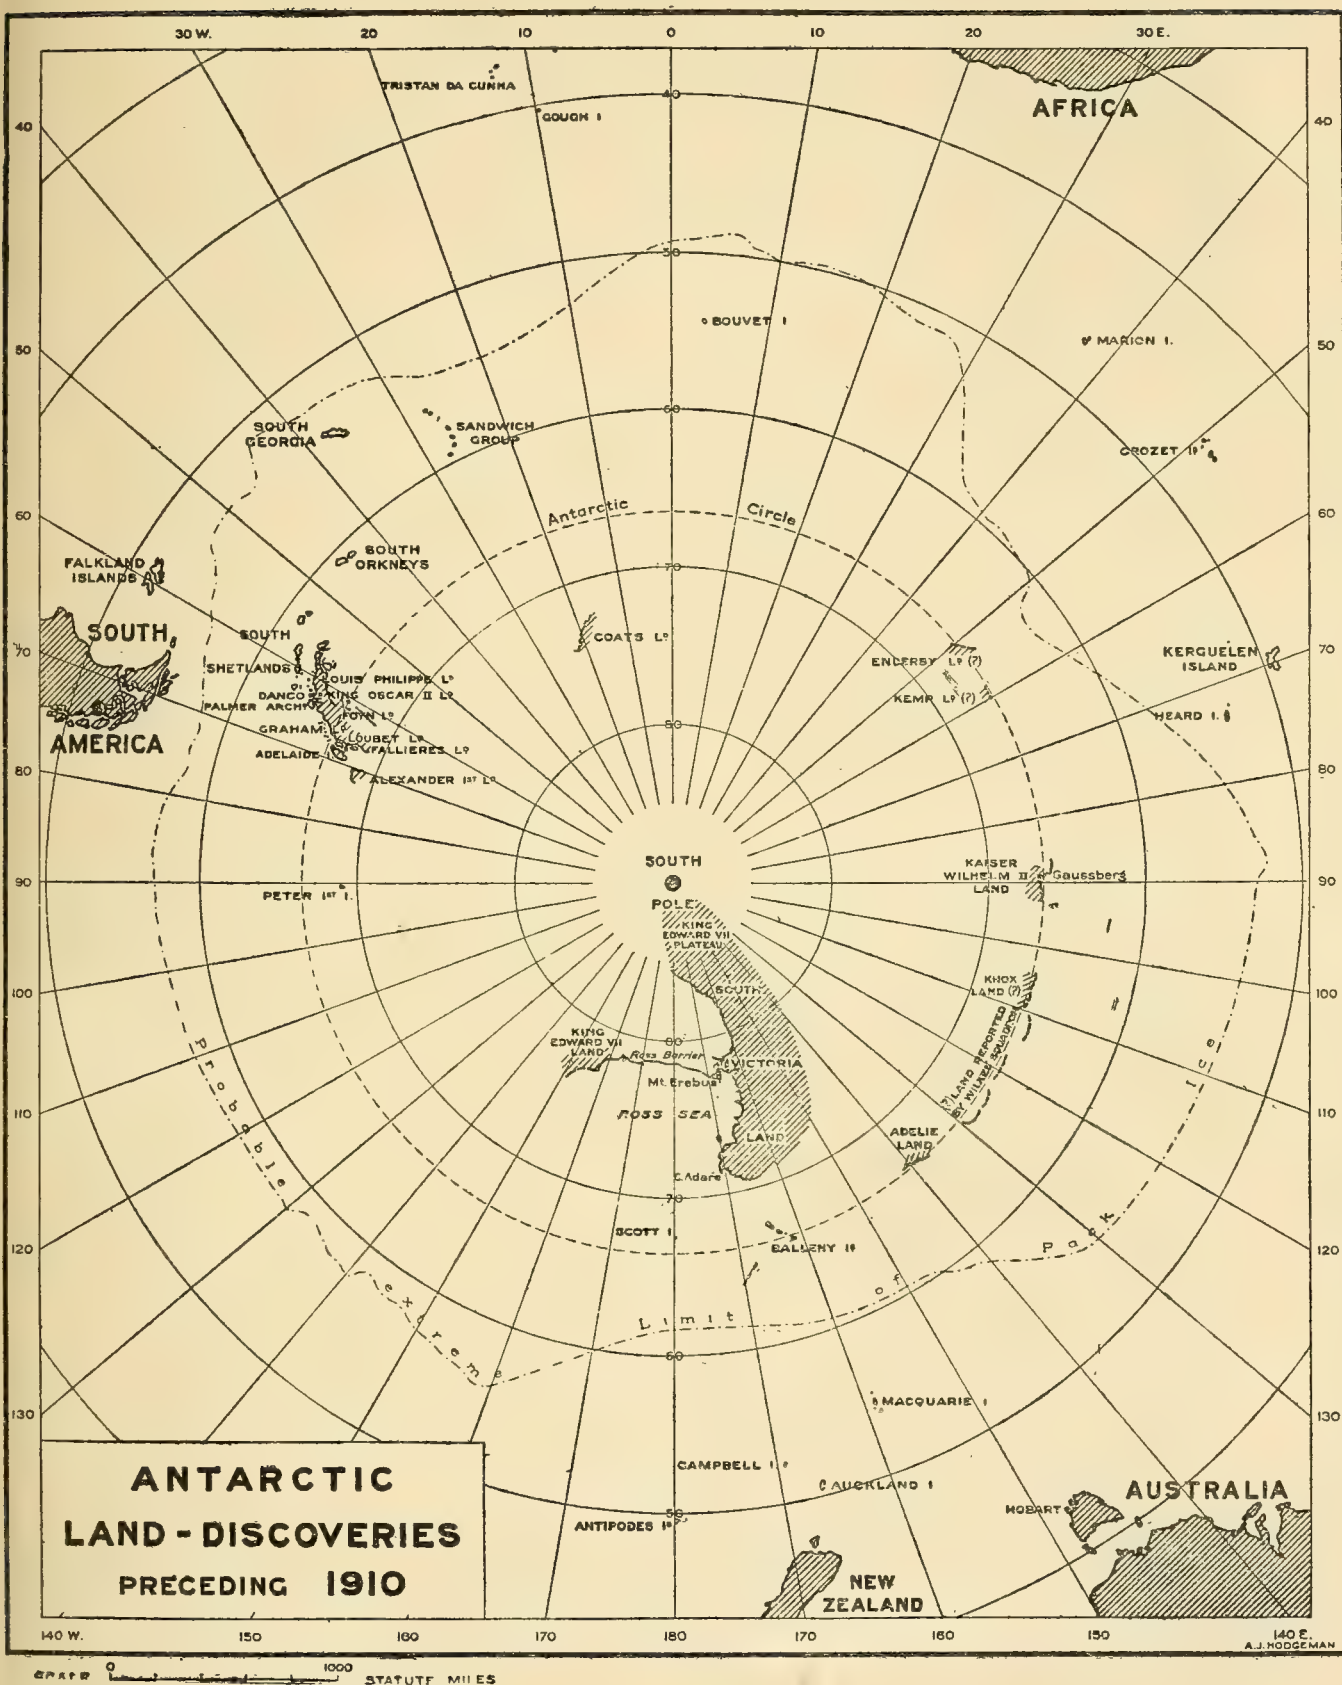 30 W. 20 10 0 10 20 30 E.
TRISTAN DA CUNHA
GOUGH I
AFRICA
40 40 40
50
BOUVET I
MARION I.
50 50
60
SOUTH
GEORGIA
SANDWICH
GROUP
CROZET Iˢ
Antarctic Circle
60 60
SOUTH
ORKNEYS
FALKLAND
ISLANDS
70
SOUTH
AMERICA
SOUTH
SHETLANDS
COATS Lᴰ
ENDERBY Lᴰ (?)
KEMP Lᴰ (?)
KERGUELEN
ISLAND
HEARD I.
70 70
LOUIS PHILIPPE Lᴰ
DANCO
KING OSCAR II Lᴰ
PALMER ARCHᵀ
FOYN Lᴰ
GRAHAM
LOUBET Lᴰ
FALLIERES Lᴰ
ADELAIDE I
ALEXANDER 1ST Lᴰ
80
80 80
SOUTH
POLE
KAISER
WILHELM II
LAND
Gaussberg
PETER 1ST I.
90 90
KING
EDWARD VII
PLATEAU
SOUTH
VICTORIA
LAND
KNOX
LAND (?)
100 100
KING
EDWARD VII
LAND
80
Ross Barrier
Mt. Erebus
ROSS SEA
LAND REPORTED
BY WILKES SQUADRON
(?)
ADELIE
LAND
110 110
C. Adare
70
SCOTT I.
BALLENY Iˢ
120 120
Probable extreme Limit of Pack Ice
60
MACQUARIE I
130 130
CAMPBELL I.
AUCKLAND I
50
ANTIPODES Iˢ
HOBART
AUSTRALIA
NEW
ZEALAND
ANTARCTIC
LAND-DISCOVERIES
PRECEDING 1910
140 W. 150 160 170 180 170 160 150 140 E.
A.J. HODGEMAN
0 1000
STATUTE MILES